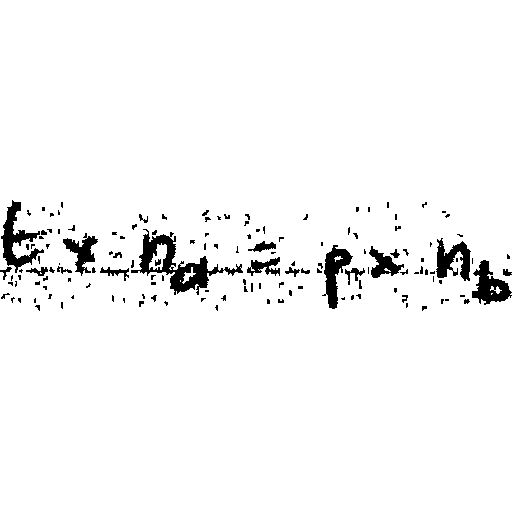 t × n_a = p × n_b